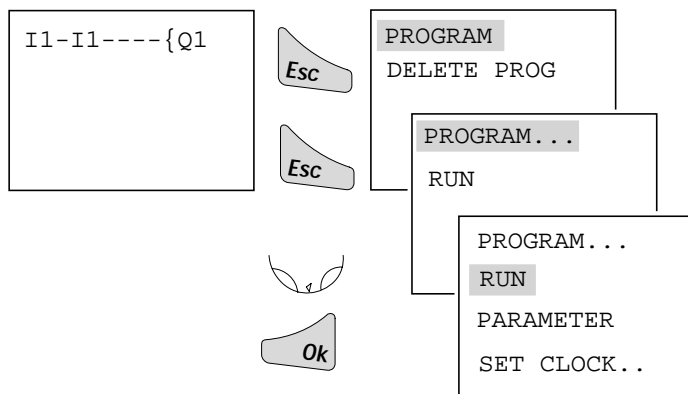 I1-I1----{Q1
Esc
PROGRAM
DELETE PROG
Esc
PROGRAM...
RUN
PROGRAM...
RUN
PARAMETER
SET CLOCK..
Ok